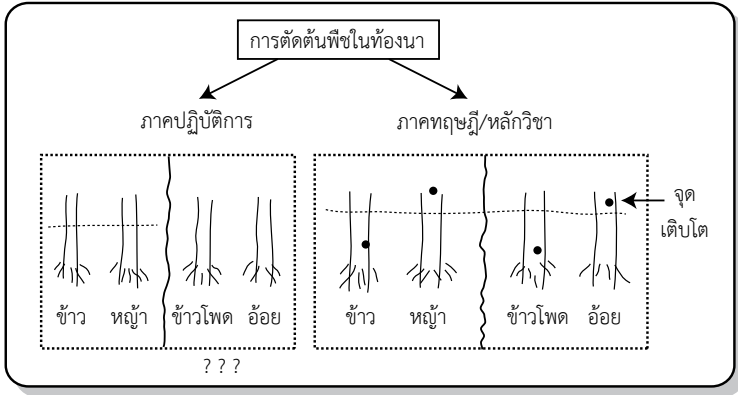 การตัดต้นพืชในท้องนา
ภาคปฏิบัติการ
ภาคทฤษฎี/หลักวิชา
จุด
เติบโต
ข้าว หญ้า ข้าวโพด อ้อย
ข้าว หญ้า ข้าวโพด อ้อย
? ? ?